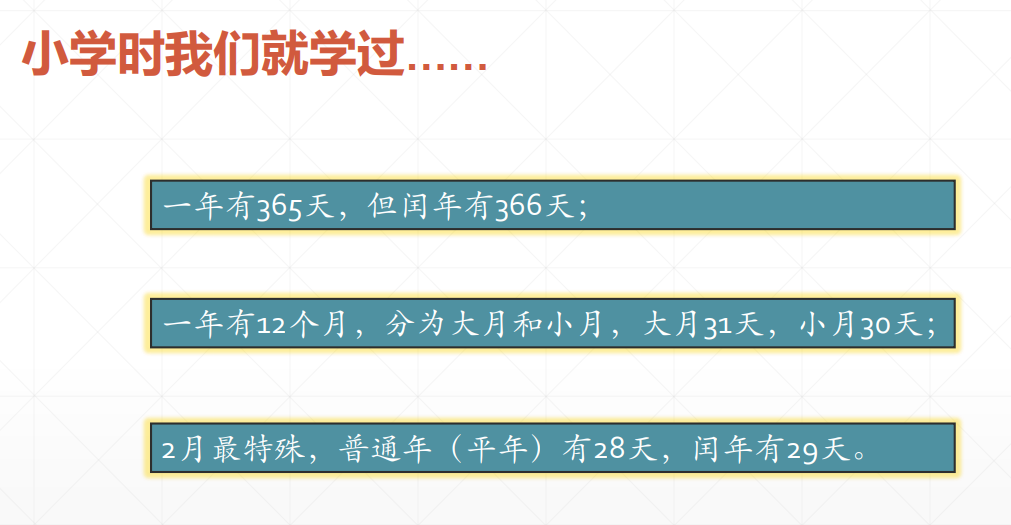 小学时我们就学过……
一年有365天，但闰年有366天；
一年有12个月，分为大月和小月，大月31天，小月30天；
2月最特殊，普通年（平年）有28天，闰年有29天。